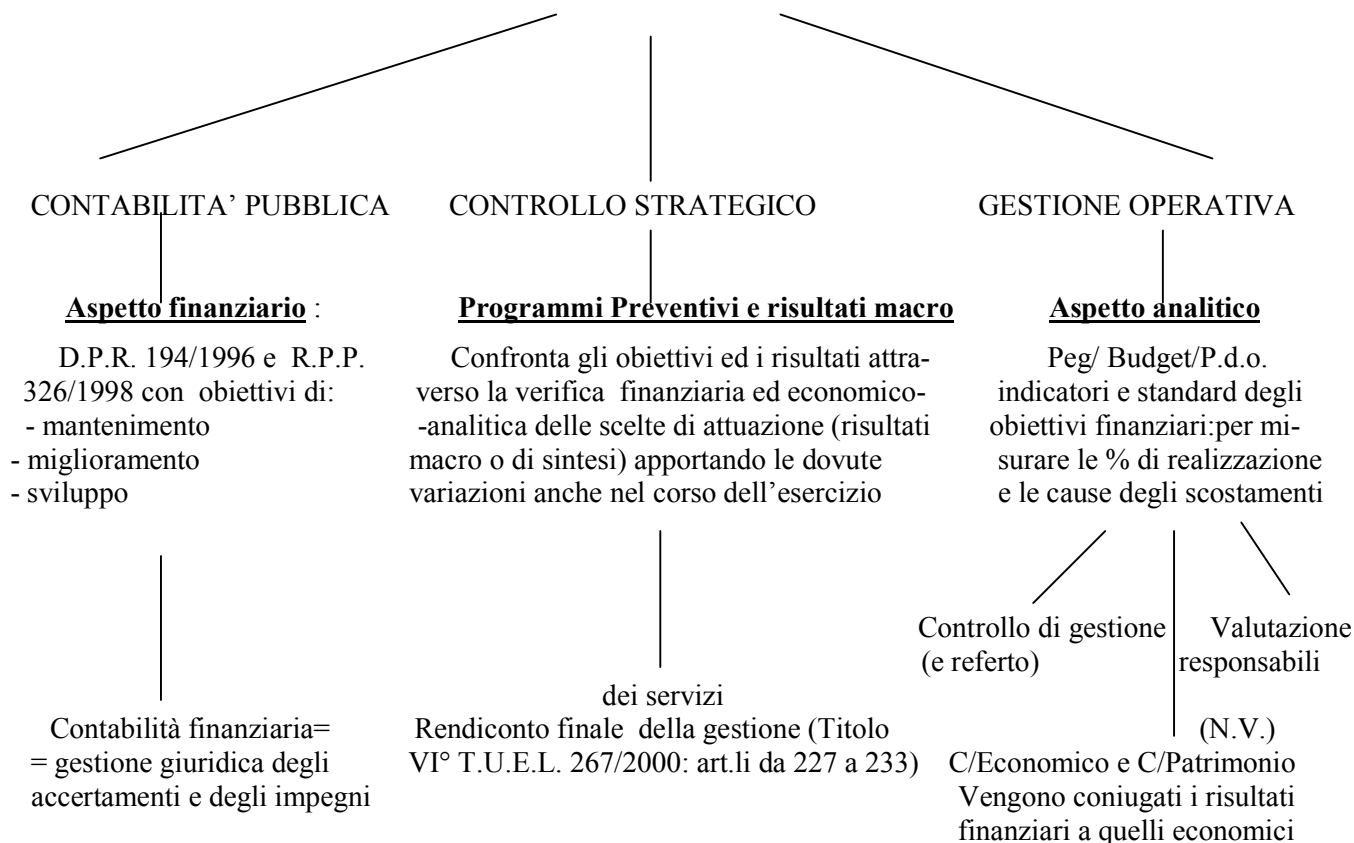 CONTABILITA’ PUBBLICA
CONTROLLO STRATEGICO
GESTIONE OPERATIVA
Aspetto finanziario :
D.P.R. 194/1996 e R.P.P.
326/1998 con obiettivi di:
- mantenimento
- miglioramento
- sviluppo
Contabilità finanziaria=
= gestione giuridica degli
accertamenti e degli impegni
Programmi Preventivi e risultati macro
Confronta gli obiettivi ed i risultati attra-
verso la verifica finanziaria ed economico-
-analitica delle scelte di attuazione (risultati
macro o di sintesi) apportando le dovute
variazioni anche nel corso dell’esercizio
dei servizi
Rendiconto finale della gestione (Titolo
VI° T.U.E.L. 267/2000: art.li da 227 a 233)
Aspetto analitico
Peg/ Budget/P.d.o.
indicatori e standard degli
obiettivi finanziari:per mi-
surare le % di realizzazione
e le cause degli scostamenti
Controllo di gestione
(e referto)
Valutazione
responsabili
(N.V.)
C/Economico e C/Patrimonio
Vengono coniugati i risultati
finanziari a quelli economici